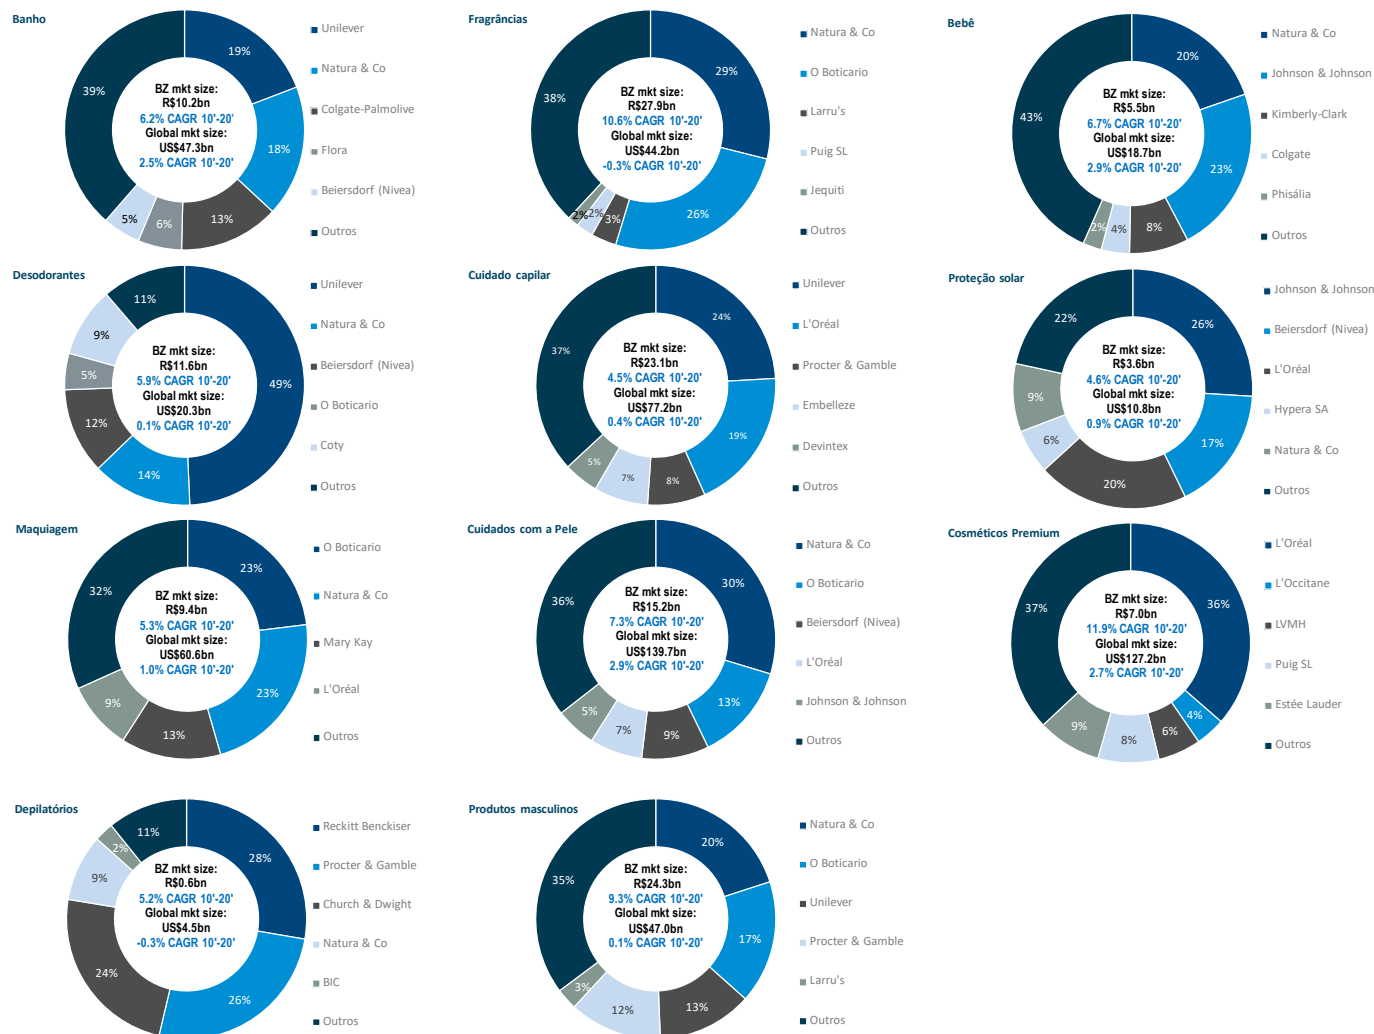 Banho
19%
18%
13%
6%
5%
39%
BZ mkt size:
R$10.2bn
6.2% CAGR 10'-20'
Global mkt size:
US$47.3bn
2.5% CAGR 10'-20'
Unilever
Natura & Co
Colgate-Palmolive
Flora
Beiersdorf (Nivea)
Outros
Fragrâncias
29%
26%
3%
2%
2%
38%
BZ mkt size:
R$27.9bn
10.6% CAGR 10'-20'
Global mkt size:
US$44.2bn
-0.3% CAGR 10'-20'
Natura & Co
O Boticario
Larru's
Puig SL
Jequiti
Outros
Bebê
20%
23%
8%
4%
2%
43%
BZ mkt size:
R$5.5bn
6.7% CAGR 10'-20'
Global mkt size:
US$18.7bn
2.9% CAGR 10'-20'
Natura & Co
Johnson & Johnson
Kimberly-Clark
Colgate
Phisália
Outros
Desodorantes
49%
14%
12%
5%
9%
11%
BZ mkt size:
R$11.6bn
5.9% CAGR 10'-20'
Global mkt size:
US$20.3bn
0.1% CAGR 10'-20'
Unilever
Natura & Co
Beiersdorf (Nivea)
O Boticario
Coty
Outros
Cuidado capilar
24%
19%
8%
7%
5%
37%
BZ mkt size:
R$23.1bn
4.5% CAGR 10'-20'
Global mkt size:
US$77.2bn
0.4% CAGR 10'-20'
Unilever
L'Oréal
Procter & Gamble
Embelleze
Devintex
Outros
Proteção solar
26%
17%
20%
6%
9%
22%
BZ mkt size:
R$3.6bn
4.6% CAGR 10'-20'
Global mkt size:
US$10.8bn
0.9% CAGR 10'-20'
Johnson & Johnson
Beiersdorf (Nivea)
L'Oréal
Hypera SA
Natura & Co
Outros
Maquiagem
23%
23%
13%
9%
32%
BZ mkt size:
R$9.4bn
5.3% CAGR 10'-20'
Global mkt size:
US$60.6bn
1.0% CAGR 10'-20'
O Boticario
Natura & Co
Mary Kay
L'Oréal
Outros
Cuidados com a Pele
30%
13%
9%
7%
5%
36%
BZ mkt size:
R$15.2bn
7.3% CAGR 10'-20'
Global mkt size:
US$139.7bn
2.9% CAGR 10'-20'
Natura & Co
O Boticario
Beiersdorf (Nivea)
L'Oréal
Johnson & Johnson
Outros
Cosméticos Premium
36%
4%
6%
8%
9%
37%
BZ mkt size:
R$7.0bn
11.9% CAGR 10'-20'
Global mkt size:
US$127.2bn
2.7% CAGR 10'-20'
L'Oréal
L'Occitane
LVMH
Puig SL
Estée Lauder
Outros
Depilatórios
28%
26%
24%
9%
2%
11%
BZ mkt size:
R$0.6bn
5.2% CAGR 10'-20'
Global mkt size:
US$4.5bn
-0.3% CAGR 10'-20'
Reckitt Benckiser
Procter & Gamble
Church & Dwight
Natura & Co
BIC
Outros
Produtos masculinos
20%
17%
13%
12%
3%
35%
BZ mkt size:
R$24.3bn
9.3% CAGR 10'-20'
Global mkt size:
US$47.0bn
0.1% CAGR 10'-20'
Natura & Co
O Boticario
Unilever
Procter & Gamble
Larru's
Outros